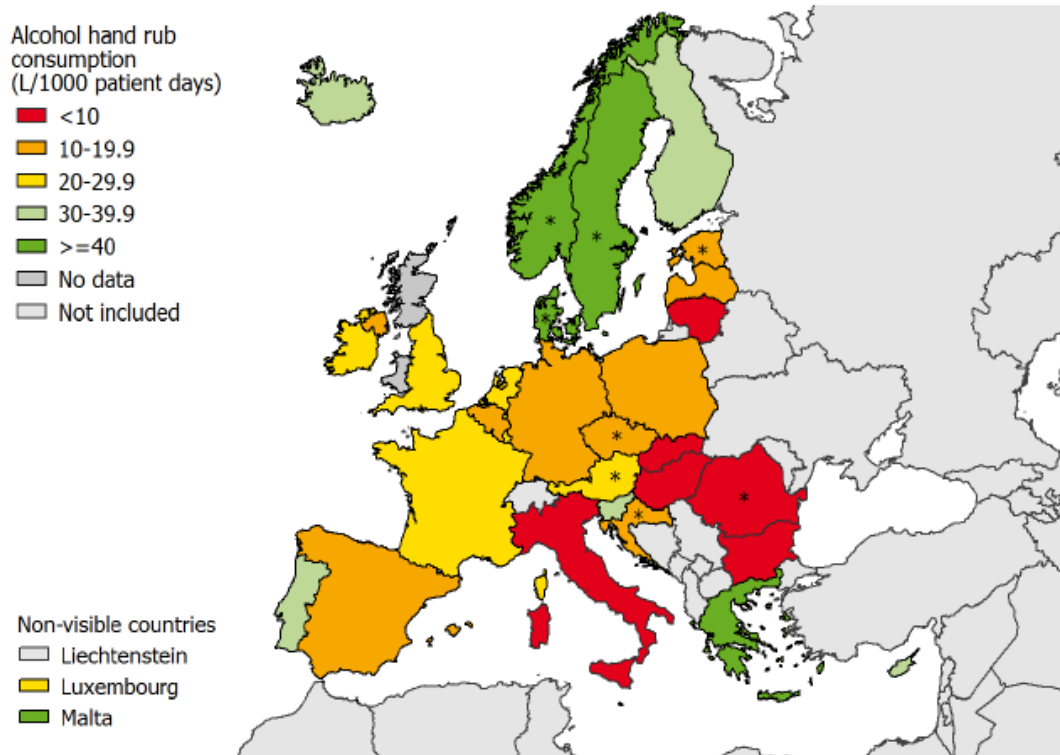 Alcohol hand rub
consumption
(L/1000 patient days)
<10
10-19.9
20-29.9
30-39.9
>=40
No data
Not included
*
*
*
*
*
*
*
*
Non-visible countries
Liechtenstein
Luxembourg
Malta